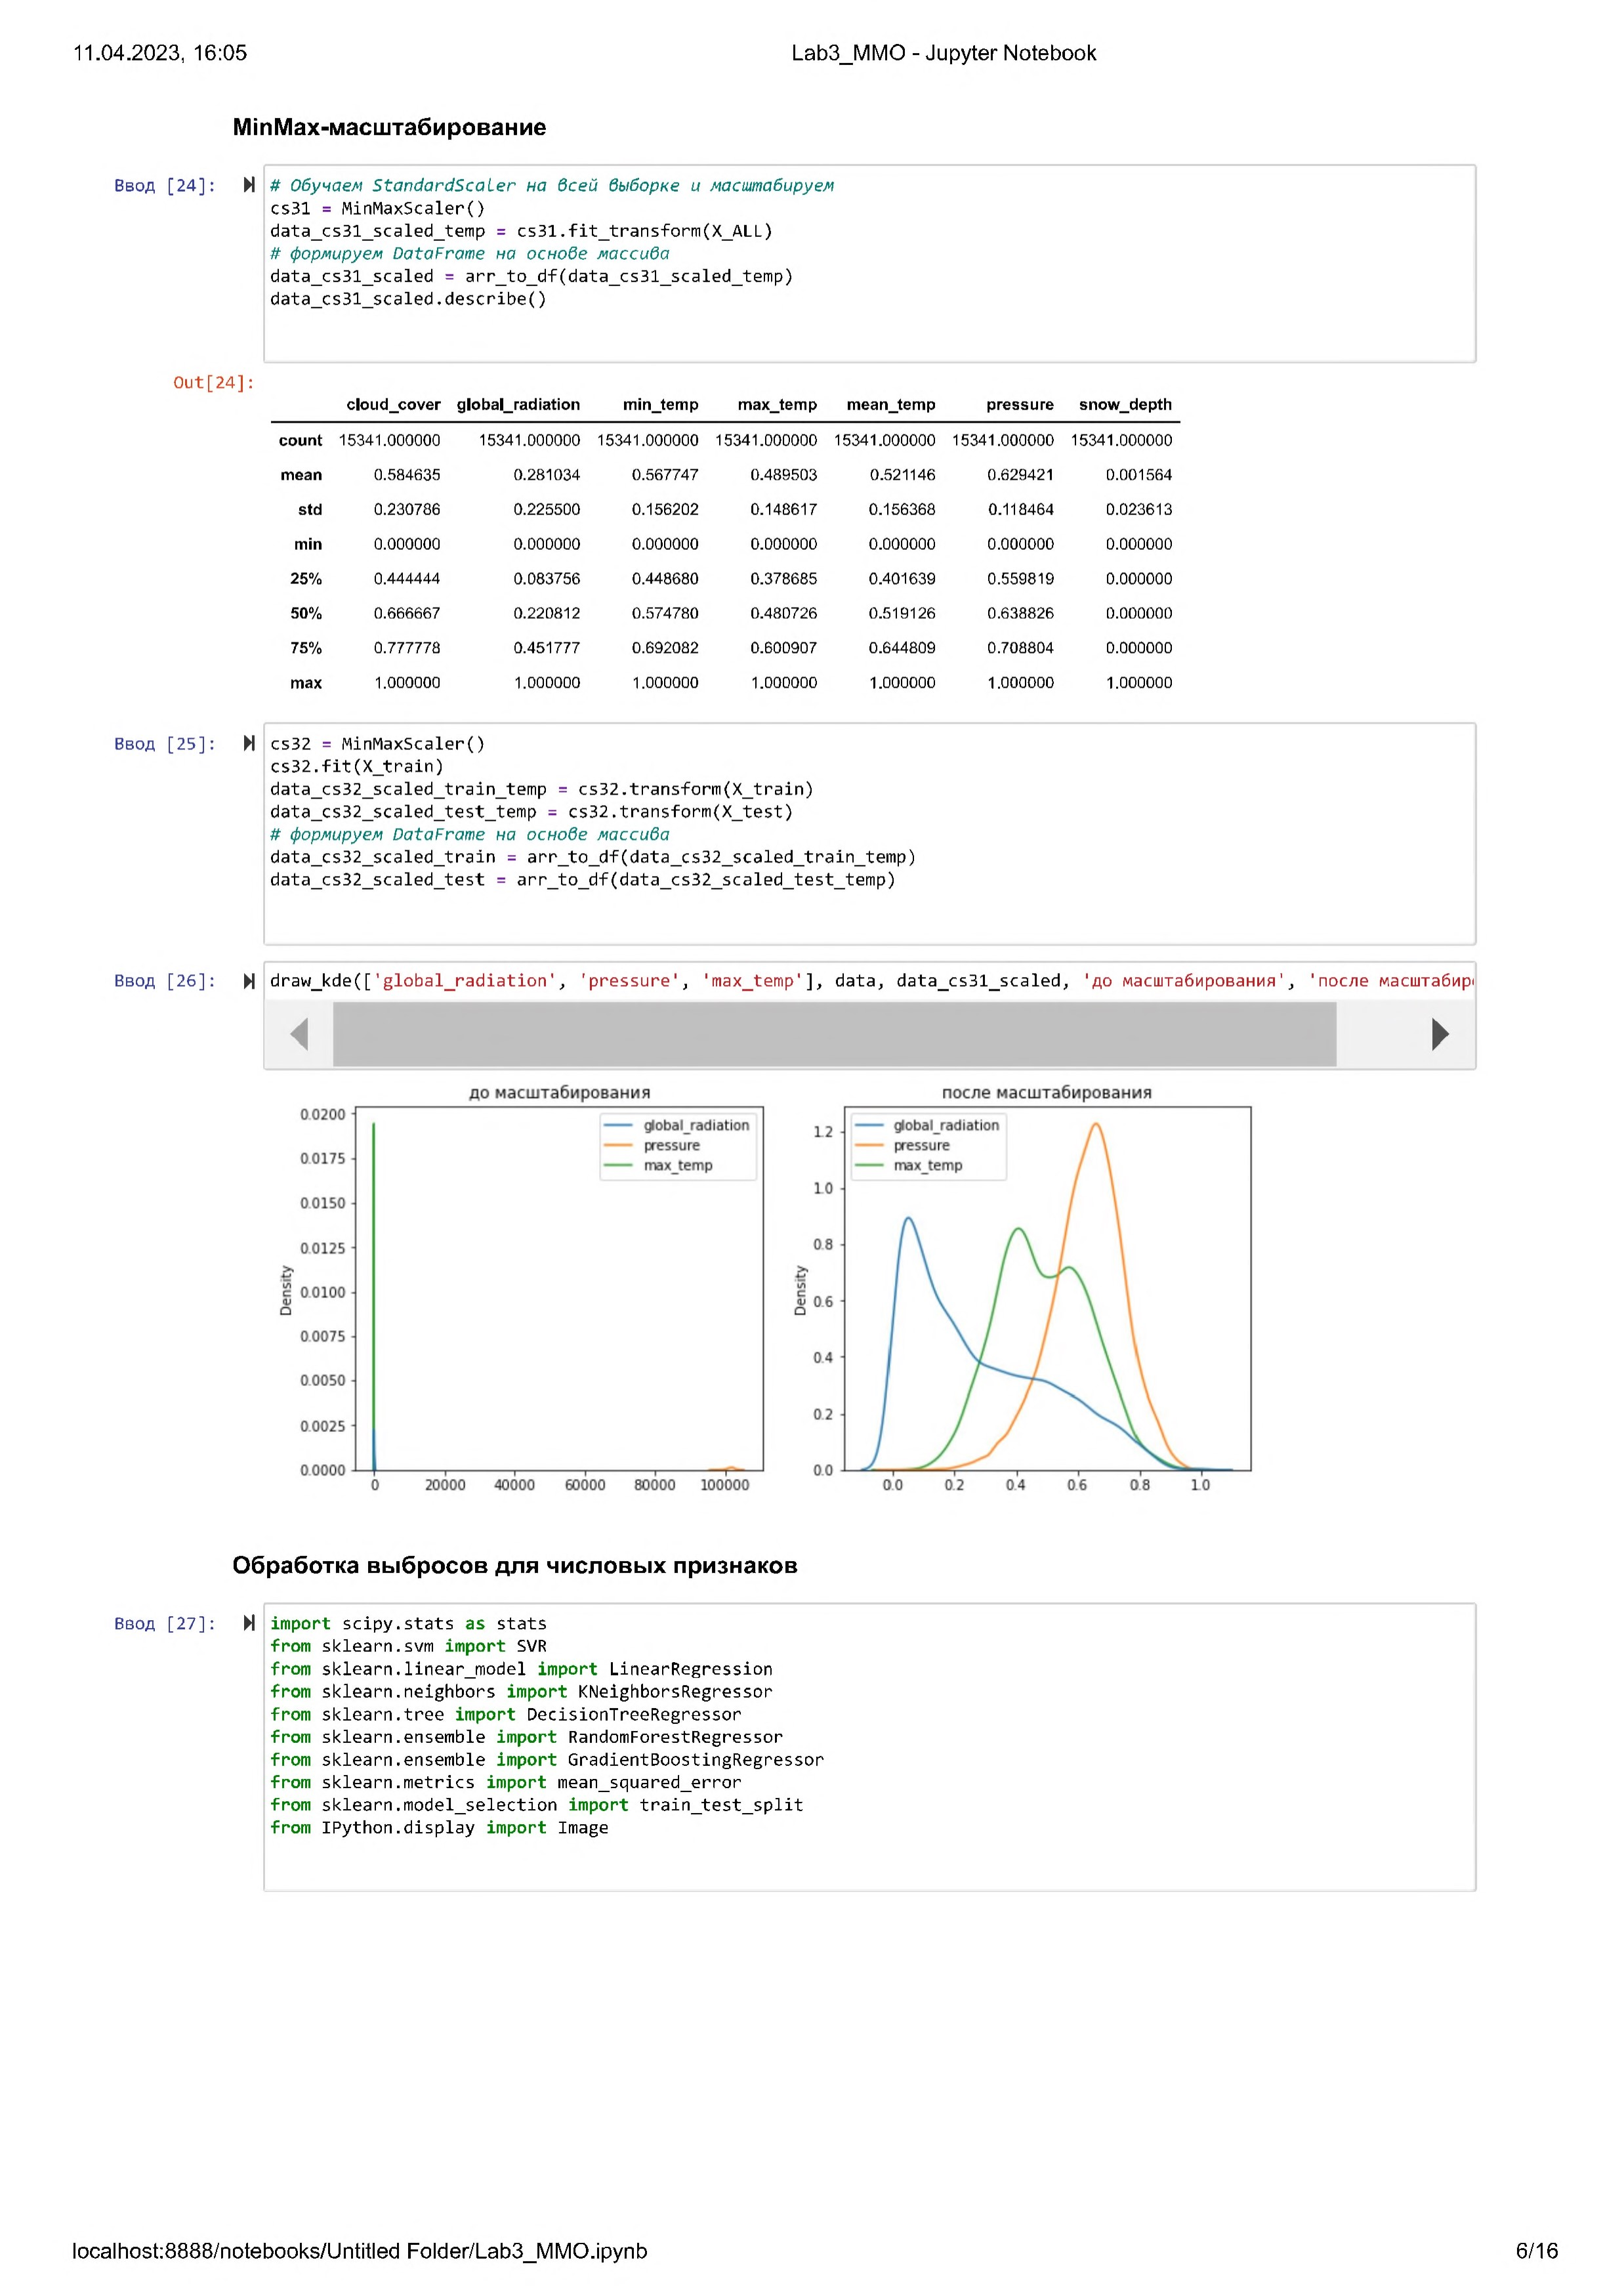 11.04.2023, 16:05 Lab3_MMO - Jupyter Notebook
MinMax-масштабирование
Ввод [24]: # Обучаем StandardScaler на всей выборке и масштабируем
cs31 = MinMaxScaler()
data_cs31_scaled_temp = cs31.fit_transform(X_ALL)
# формируем DataFrame на основе массива
data_cs31_scaled = arr_to_df(data_cs31_scaled_temp)
data_cs31_scaled.describe()
Out[24]:
cloud_cover global_radiation min_temp max_temp mean_temp pressure snow_depth
count 15341.000000 15341.000000 15341.000000 15341.000000 15341.000000 15341.000000 15341.000000
mean 0.584635 0.281034 0.567747 0.489503 0.521146 0.629421 0.001564
std 0.230786 0.225500 0.156202 0.148617 0.156368 0.118464 0.023613
min 0.000000 0.000000 0.000000 0.000000 0.000000 0.000000 0.000000
25% 0.444444 0.083756 0.448680 0.378685 0.401639 0.559819 0.000000
50% 0.666667 0.220812 0.574780 0.480726 0.519126 0.638826 0.000000
75% 0.777778 0.451777 0.692082 0.600907 0.644809 0.708804 0.000000
max 1.000000 1.000000 1.000000 1.000000 1.000000 1.000000 1.000000
Ввод [25]: cs32 = MinMaxScaler()
cs32.fit(X_train)
data_cs32_scaled_train_temp = cs32.transform(X_train)
data_cs32_scaled_test_temp = cs32.transform(X_test)
# формируем DataFrame на основе массива
data_cs32_scaled_train = arr_to_df(data_cs32_scaled_train_temp)
data_cs32_scaled_test = arr_to_df(data_cs32_scaled_test_temp)
Ввод [26]: draw_kde(['global_radiation', 'pressure', 'max_temp'], data, data_cs31_scaled, 'до масштабирования', 'после масштабир
до масштабирования
0.0200
0.0175
0.0150
0.0125
0.0100
0.0075
0.0050
0.0025
0.0000
Density
global_radiation
pressure
max_temp
0 20000 40000 60000 80000 100000
после масштабирования
1.2
1.0
0.8
0.6
0.4
0.2
0.0
Density
global_radiation
pressure
max_temp
0.0 0.2 0.4 0.6 0.8 1.0
Обработка выбросов для числовых признаков
Ввод [27]: import scipy.stats as stats
from sklearn.svm import SVR
from sklearn.linear_model import LinearRegression
from sklearn.neighbors import KNeighborsRegressor
from sklearn.tree import DecisionTreeRegressor
from sklearn.ensemble import RandomForestRegressor
from sklearn.ensemble import GradientBoostingRegressor
from sklearn.metrics import mean_squared_error
from sklearn.model_selection import train_test_split
from IPython.display import Image
localhost:8888/notebooks/Untitled Folder/Lab3_MMO.ipynb 6/16